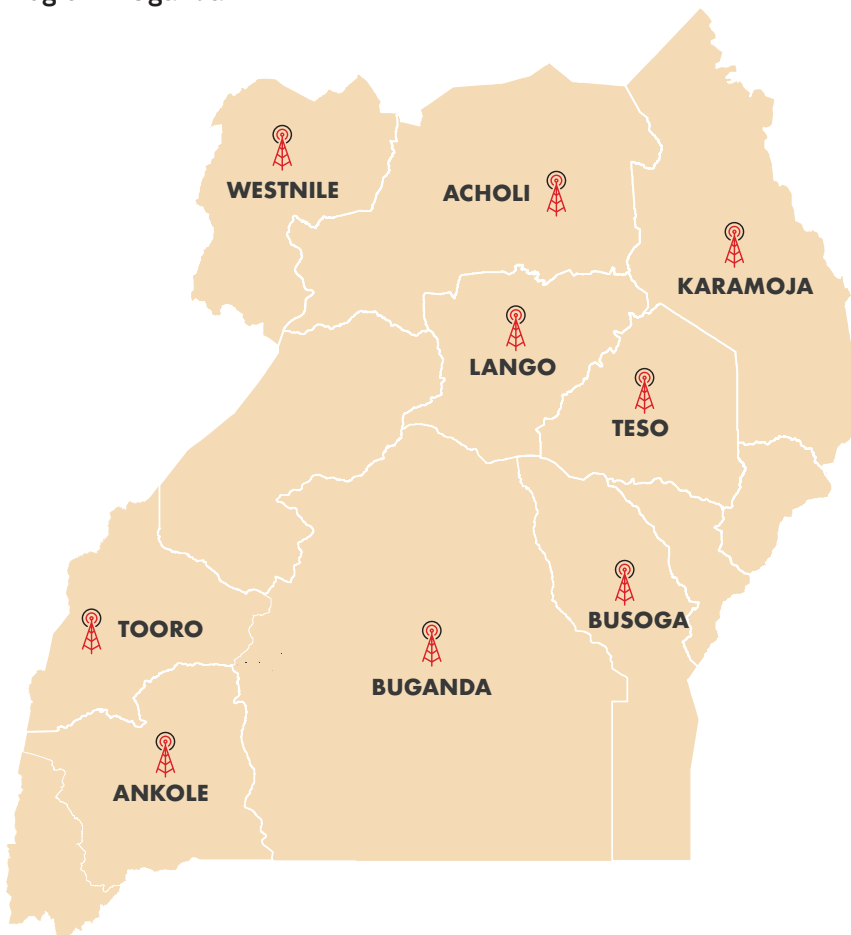 WESTNILE
ACHOLI
KARAMOJA
LANGO
TESO
BUSOGA
TOORO
BUGANDA
ANKOLE